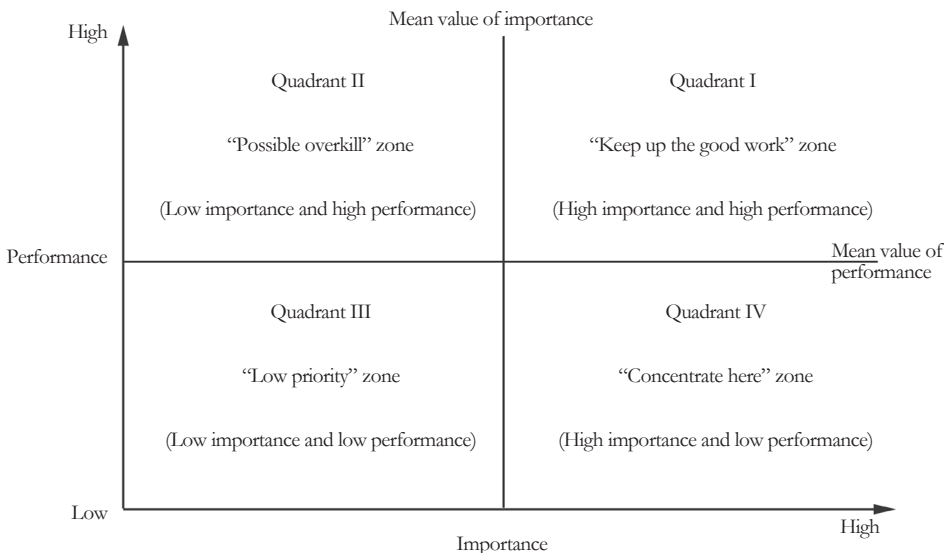 Mean value of importance
High
Quadrant II
Quadrant I
“Possible overkill” zone
“Keep up the good work” zone
(Low importance and high performance)
(High importance and high performance)
Performance
Mean value of
performance
Quadrant III
Quadrant IV
“Low priority” zone
“Concentrate here” zone
(Low importance and low performance)
(High importance and low performance)
Low
High
Importance